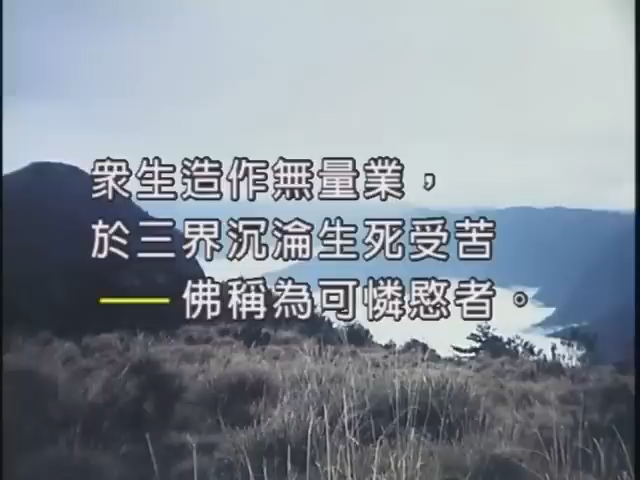 眾生造作無量業，
於三界沉淪生死受苦
——佛稱為可憐愍者。